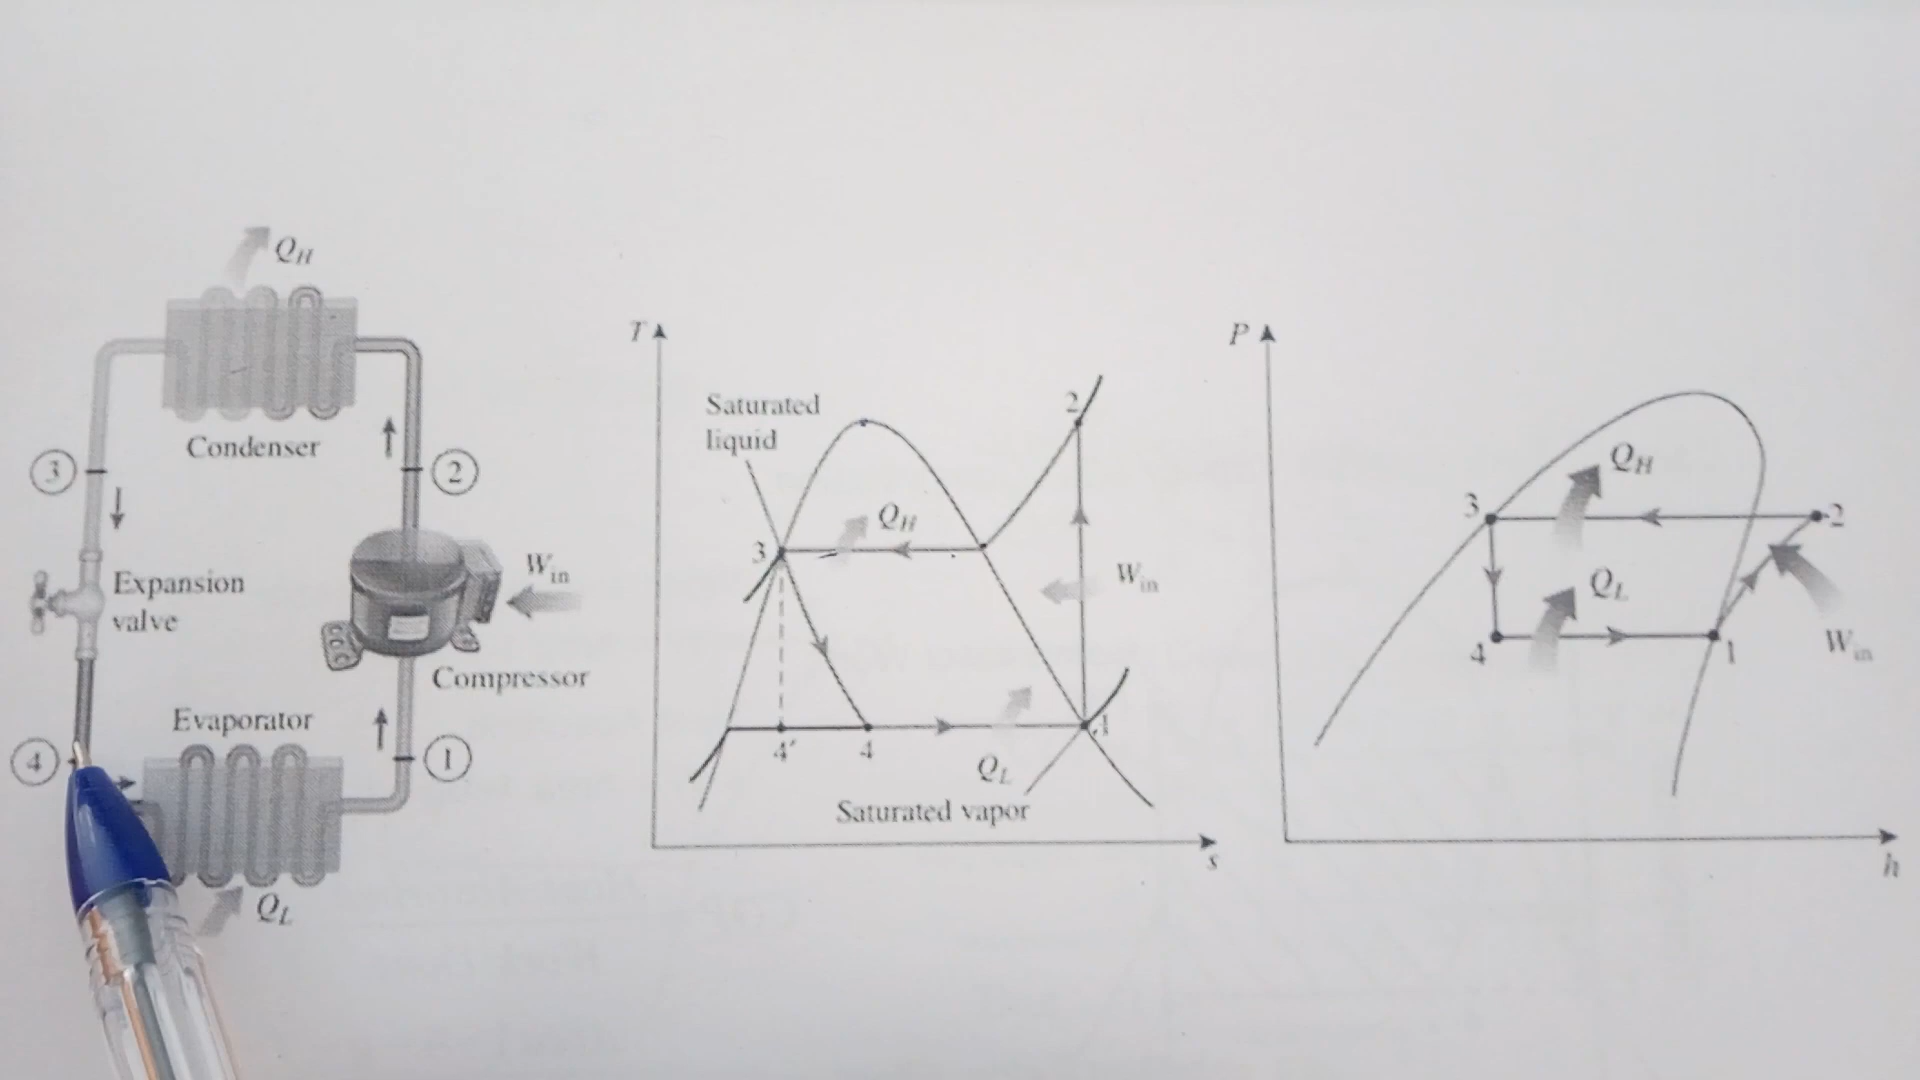 Q_H
Condenser
3
2
Expansion
valve
W_in
Compressor
Evaporator
4
1
Q_L
T
Saturated
liquid
2
3
Q_H
W_in
4'
4
1
Q_L
Saturated vapor
s
P
Q_H
3
2
Q_L
4
1
W_in
h